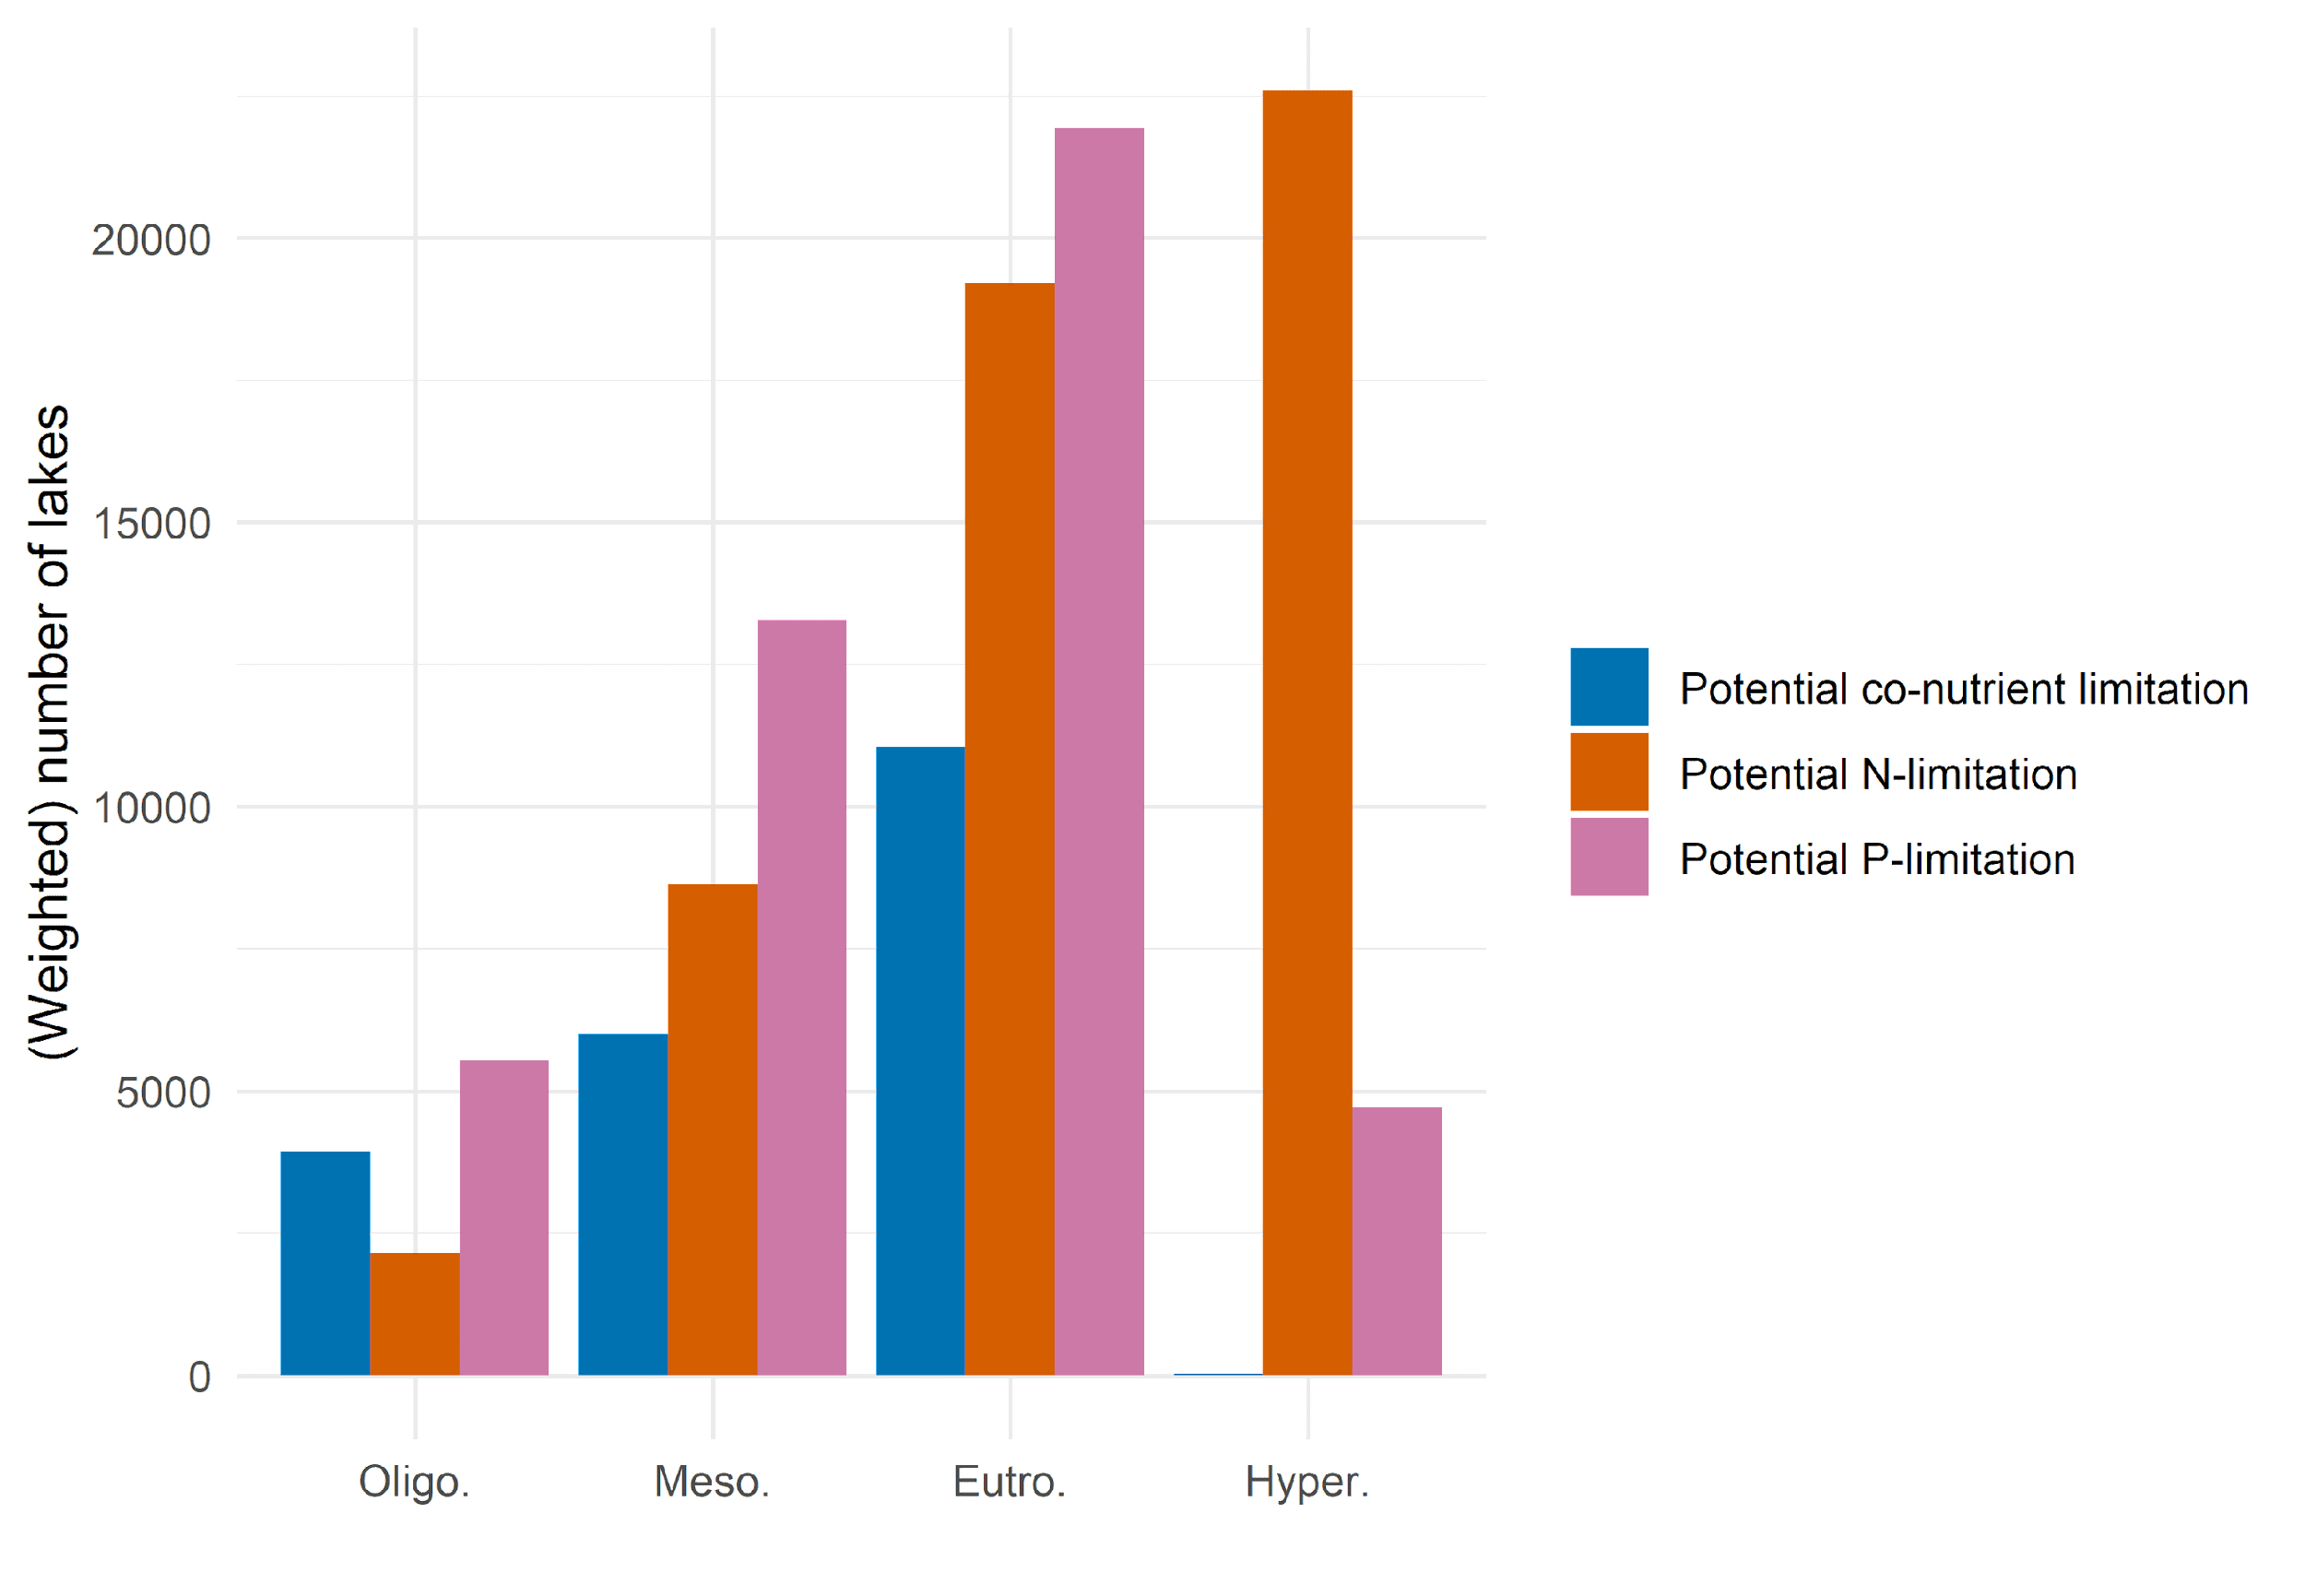 (Weighted) number of lakes
20000
15000
10000
5000
0
Oligo.
Meso.
Eutro.
Hyper.
Potential co-nutrient limitation
Potential N-limitation
Potential P-limitation